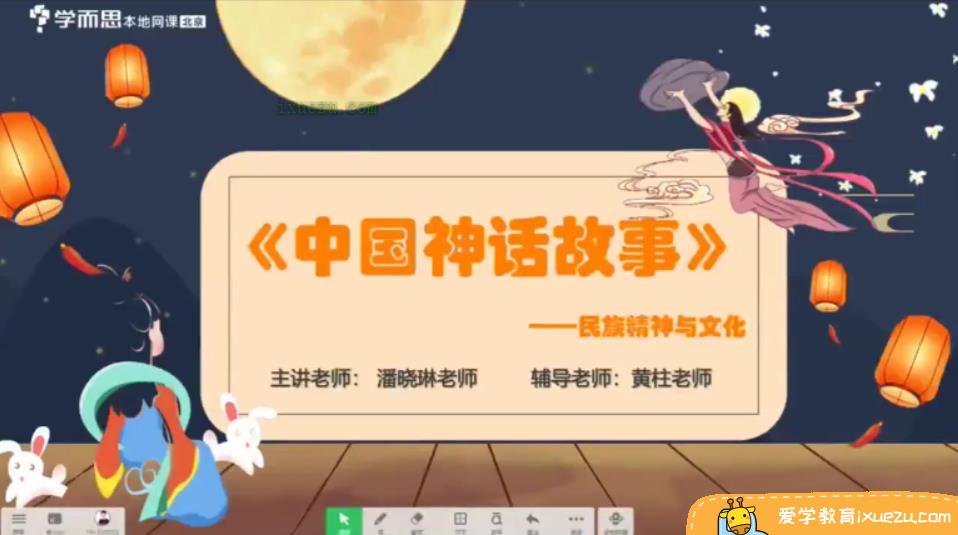 学而思本地网课北京
ixuezu.com
《中国神话故事》
——民族精神与文化
主讲老师： 潘晓琳老师 辅导老师：黄柱老师
爱学教育ixuezu.com